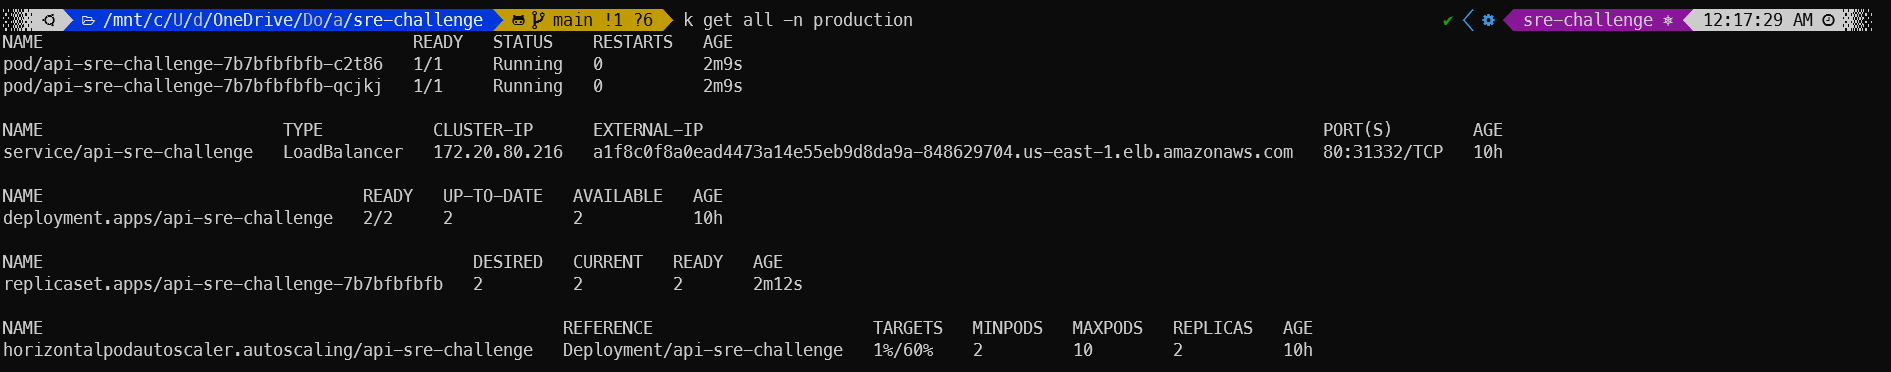 /mnt/c/U/d/OneDrive/Do/a/sre-challenge main !1 ?6 k get all -n production ✔ sre-challenge 12:17:29 AM
NAME READY STATUS RESTARTS AGE
pod/api-sre-challenge-7b7bfbfbfb-c2t86 1/1 Running 0 2m9s
pod/api-sre-challenge-7b7bfbfbfb-qcjkj 1/1 Running 0 2m9s
NAME TYPE CLUSTER-IP EXTERNAL-IP PORT(S) AGE
service/api-sre-challenge LoadBalancer 172.20.80.216 a1f8c0f8a0ead4473a14e55eb9d8da9a-848629704.us-east-1.elb.amazonaws.com 80:31332/TCP 10h
NAME READY UP-TO-DATE AVAILABLE AGE
deployment.apps/api-sre-challenge 2/2 2 2 10h
NAME DESIRED CURRENT READY AGE
replicaset.apps/api-sre-challenge-7b7bfbfbfb 2 2 2 2m12s
NAME REFERENCE TARGETS MINPODS MAXPODS REPLICAS AGE
horizontalpodautoscaler.autoscaling/api-sre-challenge Deployment/api-sre-challenge 1%/60% 2 10 2 10h